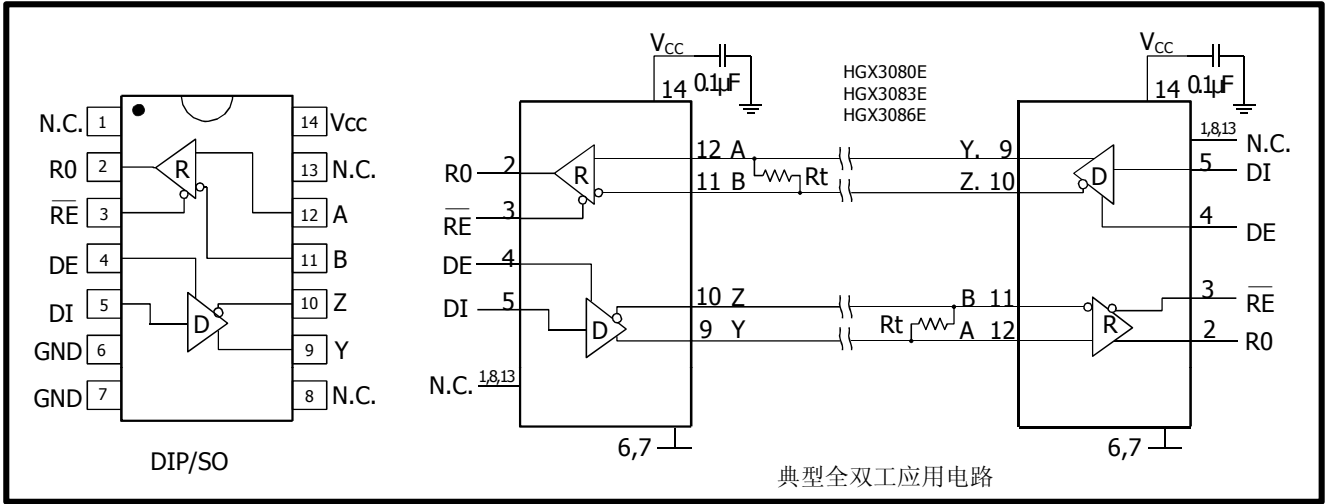 N.C. 1
14 Vcc
R0 2
R
13 N.C.
RE 3
12 A
DE 4
11 B
DI 5
D
10 Z
GND 6
9 Y
GND 7
8 N.C.
DIP/SO
VCC
14 0.1µF
R0 2
R
RE 3
DE 4
DI 5
D
N.C. 1,8,13
6,7
12 A
11 B
Rt
10 Z
9 Y
HGX3080E
HGX3083E
HGX3086E
Y. 9
Z. 10
B 11
Rt
A 12
VCC
14 0.1µF
1,8,13 N.C.
D
5 DI
4 DE
R
3 RE
2 R0
6,7
典型全双工应用电路